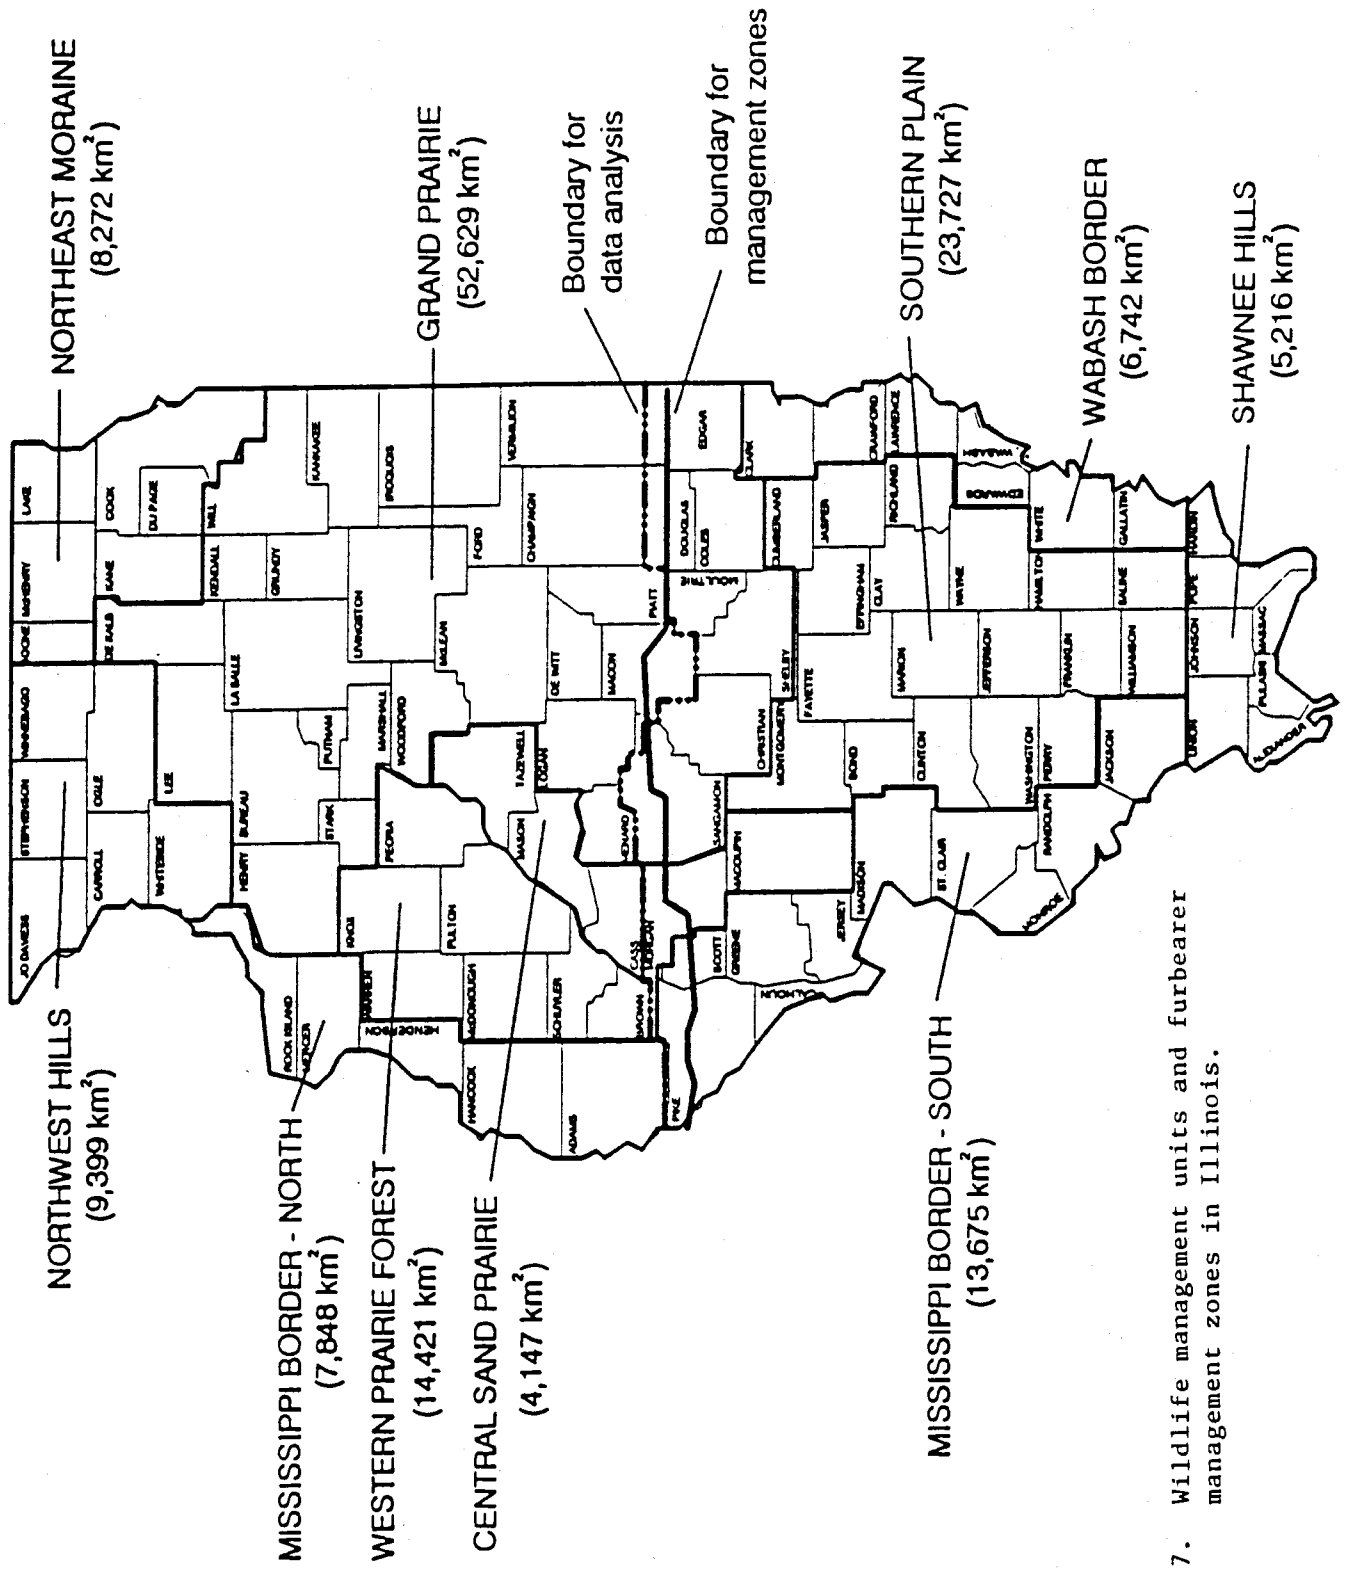 NORTHWEST HILLS
(9,399 km²)
NORTHEAST MORAINE
(8,272 km²)
MISSISSIPPI BORDER - NORTH
(7,848 km²)
WESTERN PRAIRIE FOREST
(14,421 km²)
CENTRAL SAND PRAIRIE
(4,147 km²)
GRAND PRAIRIE
(52,629 km²)
Boundary for
data analysis
Boundary for
management zones
MISSISSIPPI BORDER - SOUTH
(13,675 km²)
SOUTHERN PLAIN
(23,727 km²)
WABASH BORDER
(6,742 km²)
SHAWNEE HILLS
(5,216 km²)
JO DAVIESS
STEPHENSON
WINNEBAGO
BOONE
McHENRY
LAKE
CARROLL
OGLE
DE KALB
KANE
COOK
DU PAGE
WHITESIDE
LEE
KENDALL
WILL
ROCK ISLAND
HENRY
BUREAU
LA SALLE
GRUNDY
MERCER
KANKAKEE
PUTNAM
STARK
KNOX
WARREN
HENDERSON
PEORIA
MARSHALL
WOODFORD
LIVINGSTON
IROQUOIS
McLEAN
FORD
HANCOCK
McDONOUGH
FULTON
TAZEWELL
MASON
LOGAN
DE WITT
CHAMPAIGN
VERMILION
ADAMS
SCHUYLER
BROWN
CASS
MENARD
MACON
PIATT
DOUGLAS
EDGAR
PIKE
MORGAN
SANGAMON
CHRISTIAN
MOULTRIE
COLES
SCOTT
GREENE
MACOUPIN
MONTGOMERY
SHELBY
CUMBERLAND
CLARK
CALHOUN
JERSEY
MADISON
BOND
FAYETTE
EFFINGHAM
JASPER
CRAWFORD
CLINTON
MARION
CLAY
RICHLAND
LAWRENCE
ST. CLAIR
MONROE
WASHINGTON
JEFFERSON
WAYNE
EDWARDS
WABASH
RANDOLPH
PERRY
FRANKLIN
HAMILTON
WHITE
JACKSON
WILLIAMSON
SALINE
GALLATIN
UNION
JOHNSON
POPE
HARDIN
PULASKI
MASSAC
7. Wildlife management units and furbearer
management zones in Illinois.